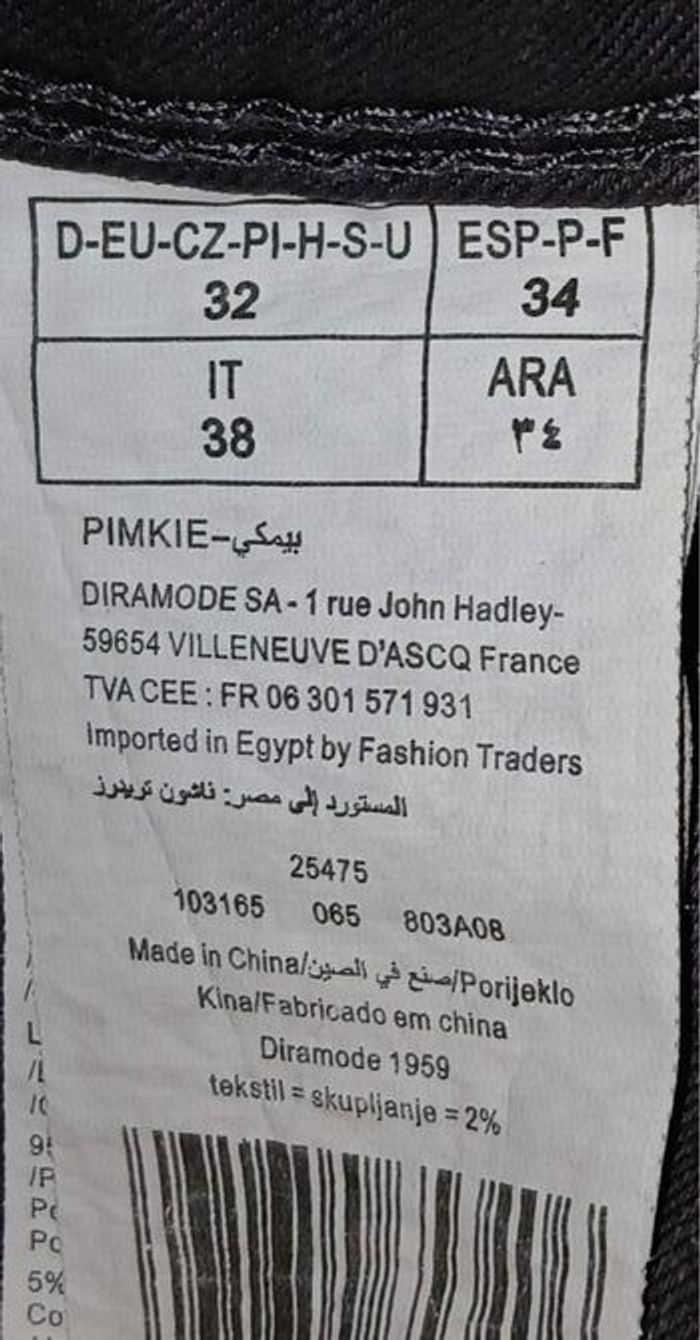 D-EU-CZ-PI-H-S-U
32
ESP-P-F
34
IT
38
ARA
٣٤
PIMKIE-بيمكي
DIRAMODE SA - 1 rue John Hadley-
59654 VILLENEUVE D'ASCQ France
TVA CEE : FR 06 301 571 931
Imported in Egypt by Fashion Traders
المستورد إلى مصر: فاشون تريدرز
25475
103165 065 803A08
Made in China/صنع في الصين/Porijeklo
Kina/Fabricado em china
Diramode 1959
tekstil = skupljanje = 2%
5%